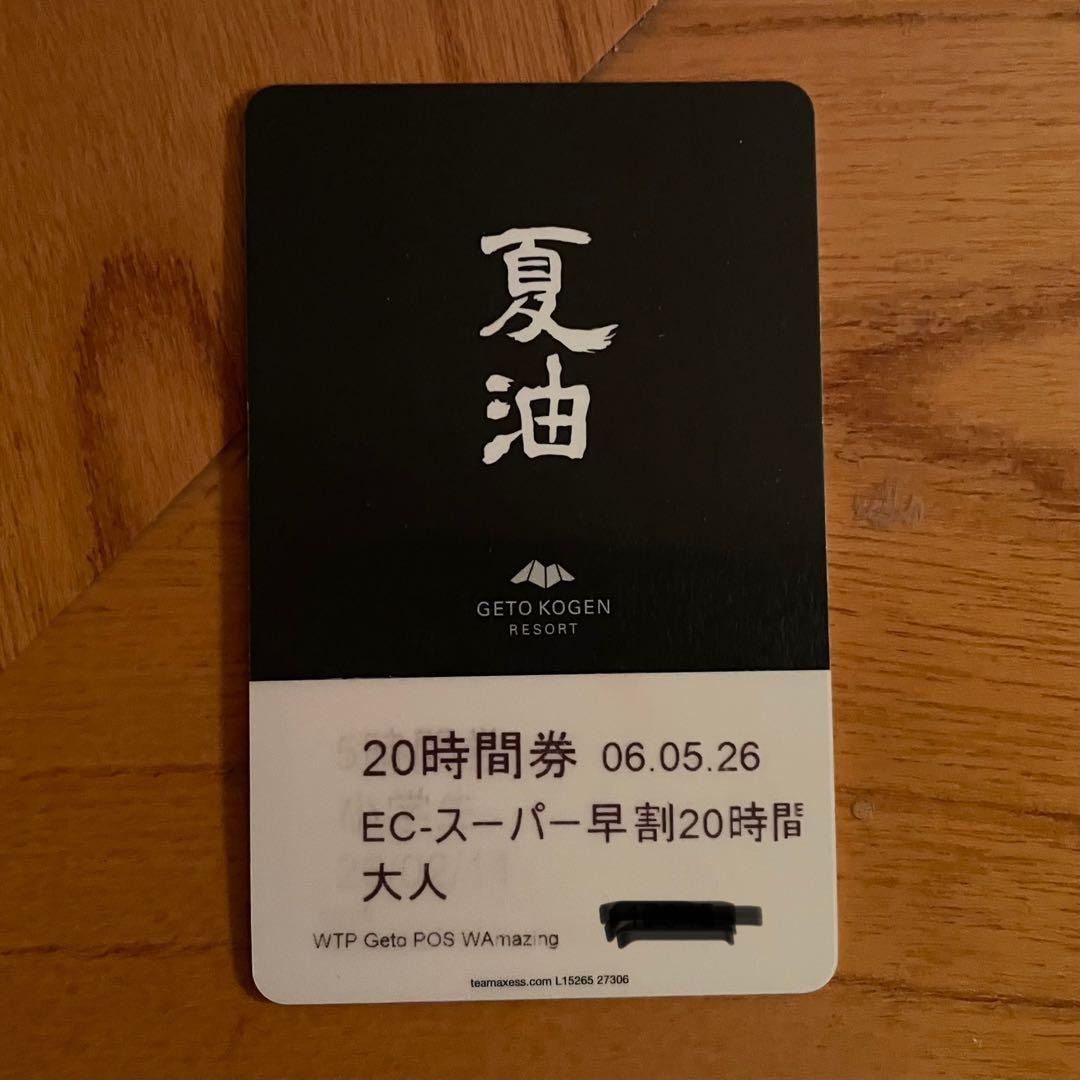 夏油
GETO KOGEN
RESORT
20時間券 06.05.26
EC-スーパー早割20時間
大人
WTP Geto POS WAmazing
teamaxess.com L15265 27306